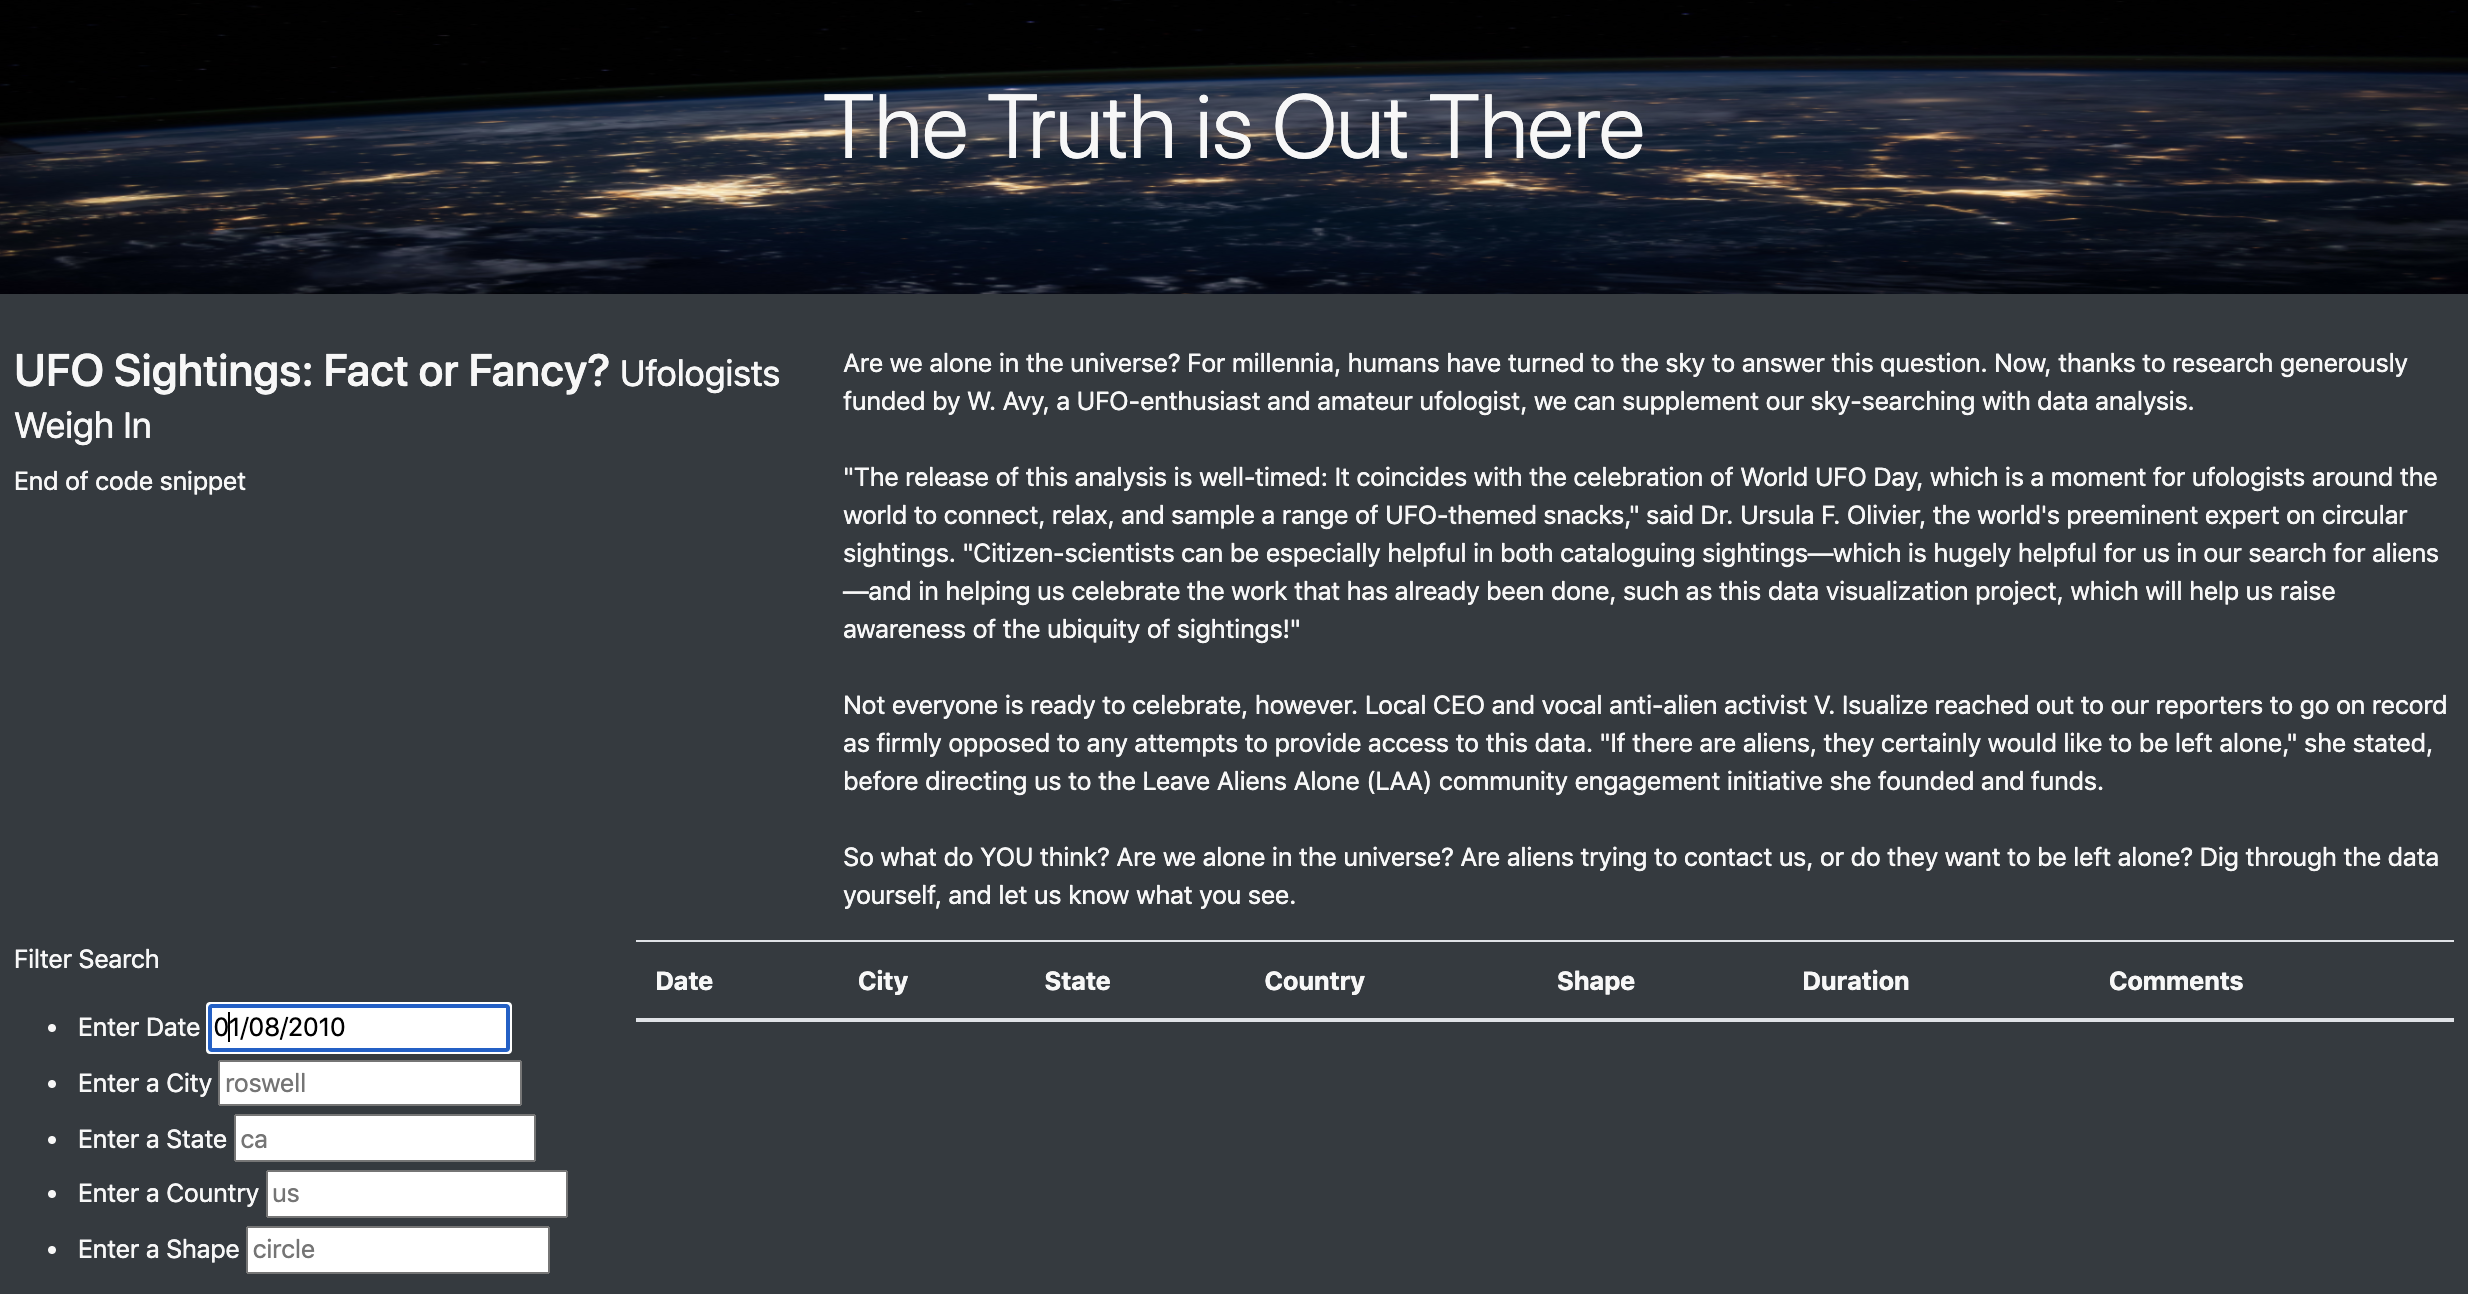 The Truth is Out There
UFO Sightings: Fact or Fancy? Ufologists
Weigh In
End of code snippet
Are we alone in the universe? For millennia, humans have turned to the sky to answer this question. Now, thanks to research generously
funded by W. Avy, a UFO-enthusiast and amateur ufologist, we can supplement our sky-searching with data analysis.
"The release of this analysis is well-timed: It coincides with the celebration of World UFO Day, which is a moment for ufologists around the
world to connect, relax, and sample a range of UFO-themed snacks," said Dr. Ursula F. Olivier, the world's preeminent expert on circular
sightings. "Citizen-scientists can be especially helpful in both cataloguing sightings—which is hugely helpful for us in our search for aliens
—and in helping us celebrate the work that has already been done, such as this data visualization project, which will help us raise
awareness of the ubiquity of sightings!"
Not everyone is ready to celebrate, however. Local CEO and vocal anti-alien activist V. Isualize reached out to our reporters to go on record
as firmly opposed to any attempts to provide access to this data. "If there are aliens, they certainly would like to be left alone," she stated,
before directing us to the Leave Aliens Alone (LAA) community engagement initiative she founded and funds.
So what do YOU think? Are we alone in the universe? Are aliens trying to contact us, or do they want to be left alone? Dig through the data
yourself, and let us know what you see.
Filter Search
Enter Date 01/08/2010
Enter a City roswell
Enter a State ca
Enter a Country us
Enter a Shape circle
Date City State Country Shape Duration Comments